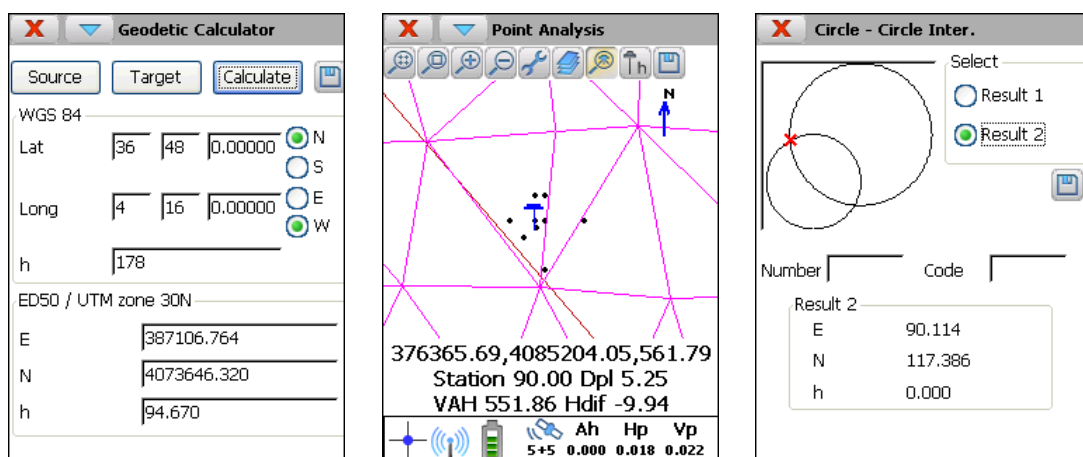 Geodetic Calculator
Source Target Calculate
WGS 84
Lat 36 48 0.00000 N
S
Long 4 16 0.00000 E
W
h 178
ED50 / UTM zone 30N
E 387106.764
N 4073646.320
h 94.670
Point Analysis
h
N
376365.69,4085204.05,561.79
Station 90.00 Dpl 5.25
VAH 551.86 Hdif -9.94
Ah Hp Vp
5+5 0.000 0.018 0.022
Circle - Circle Inter.
Select
Result 1
Result 2
Number Code
Result 2
E 90.114
N 117.386
h 0.000